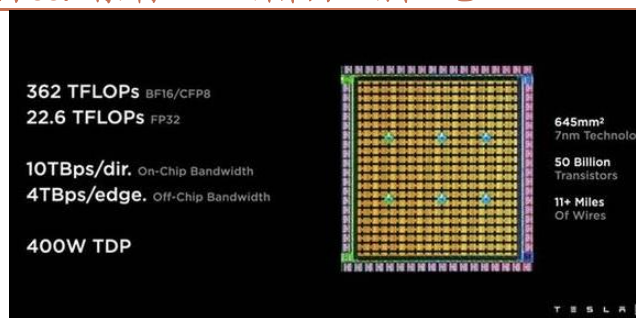 362 TFLOPs BF16/CFP8
22.6 TFLOPs FP32
10TBps/dir. On-Chip Bandwidth
4TBps/edge. Off-Chip Bandwidth
400W TDP
645mm²
7nm Technolo
50 Billion
Transistors
11+ Miles
Of Wires
TESLA